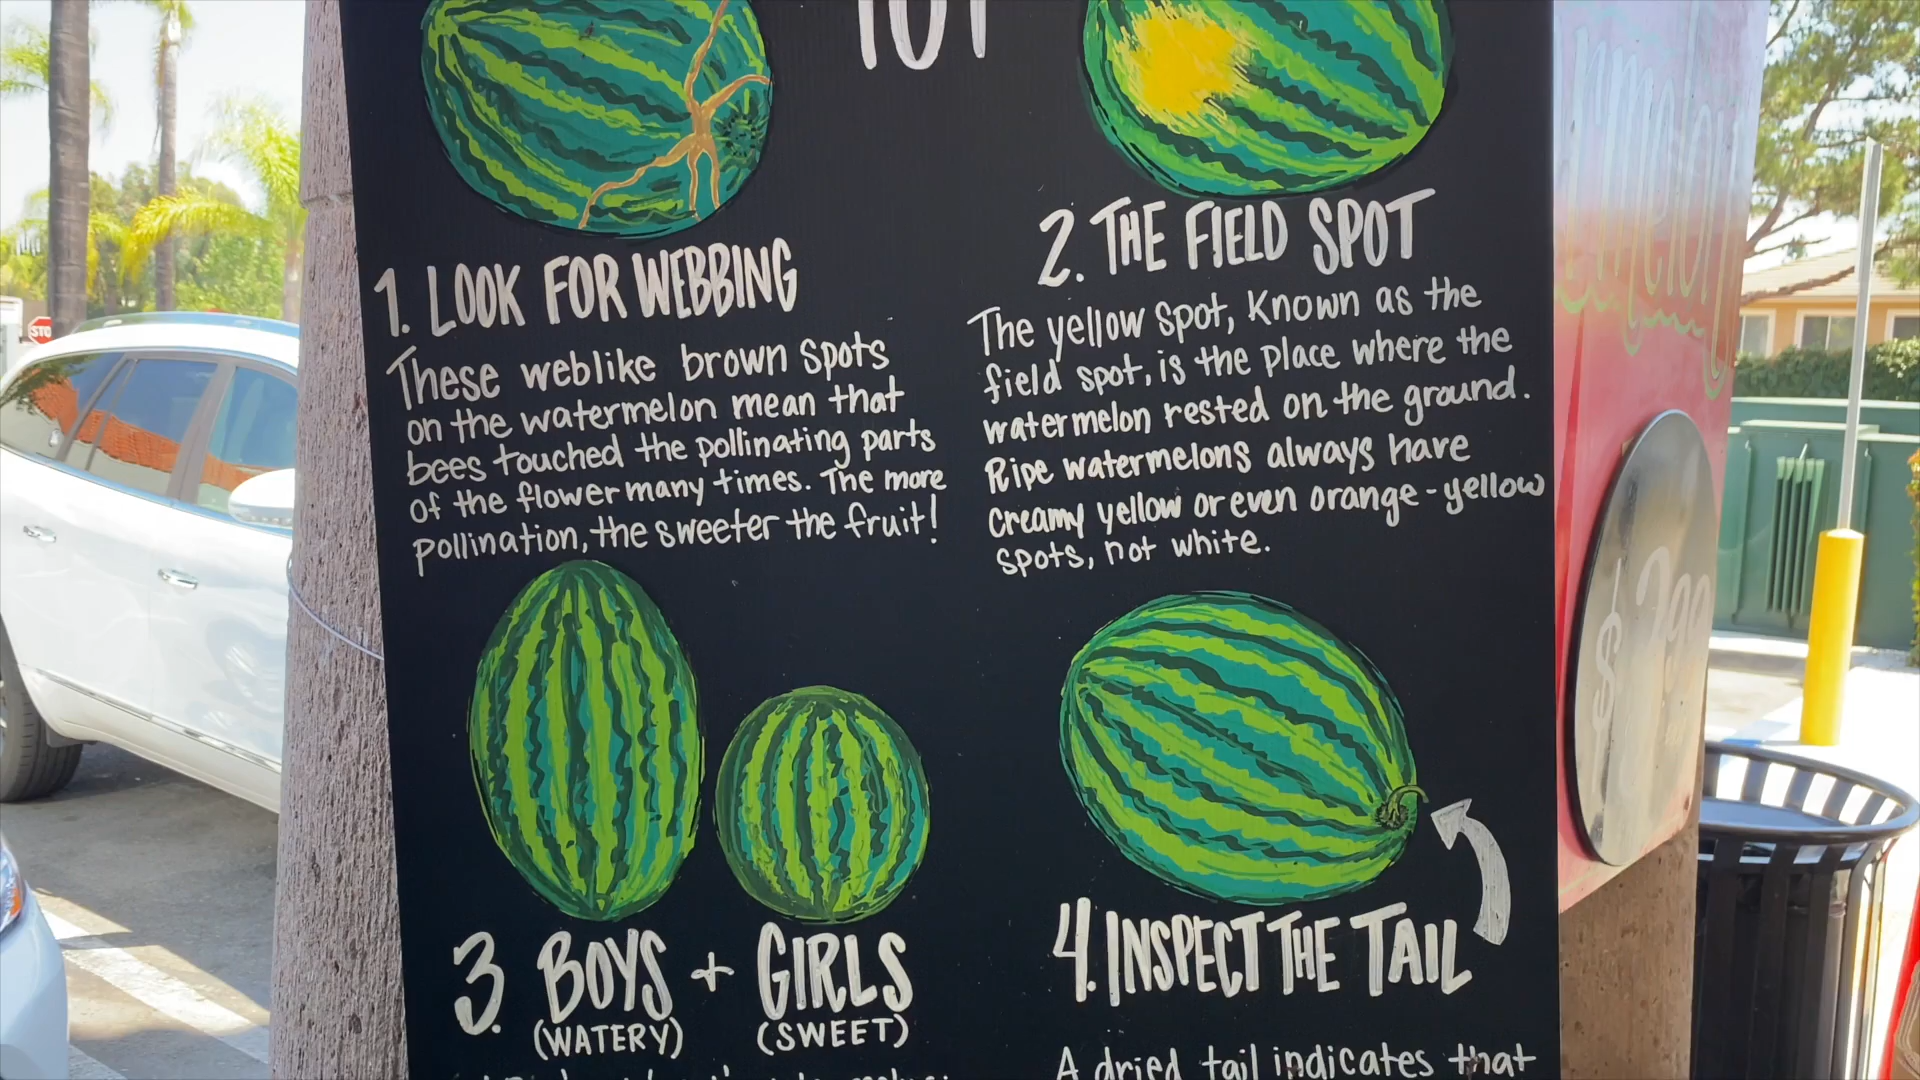 101
1. LOOK FOR WEBBING
These weblike brown spots
on the watermelon mean that
bees touched the pollinating parts
of the flower many times. The more
pollination, the sweeter the fruit!
2. THE FIELD SPOT
The yellow spot, known as the
field spot, is the place where the
watermelon rested on the ground.
Ripe watermelons always have
creamy yellow or even orange-yellow
spots, not white.
3. BOYS + GIRLS
(WATERY) (SWEET)
4. INSPECT THE TAIL
A dried tail indicates that
STO